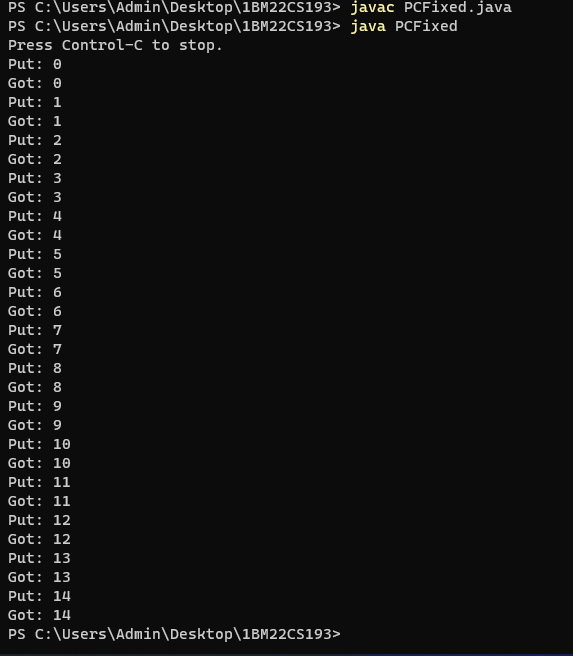 PS C:\Users\Admin\Desktop\1BM22CS193> javac PCFixed.java
PS C:\Users\Admin\Desktop\1BM22CS193> java PCFixed
Press Control-C to stop.
Put: 0
Got: 0
Put: 1
Got: 1
Put: 2
Got: 2
Put: 3
Got: 3
Put: 4
Got: 4
Put: 5
Got: 5
Put: 6
Got: 6
Put: 7
Got: 7
Put: 8
Got: 8
Put: 9
Got: 9
Put: 10
Got: 10
Put: 11
Got: 11
Put: 12
Got: 12
Put: 13
Got: 13
Put: 14
Got: 14
PS C:\Users\Admin\Desktop\1BM22CS193>